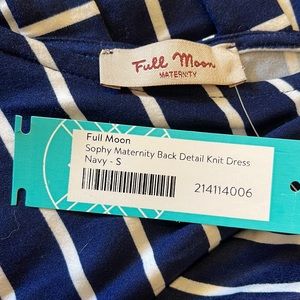 Full Moon
MATERNITY
Full Moon
Sophy Maternity Back Detail Knit Dress
Navy - S
214114006